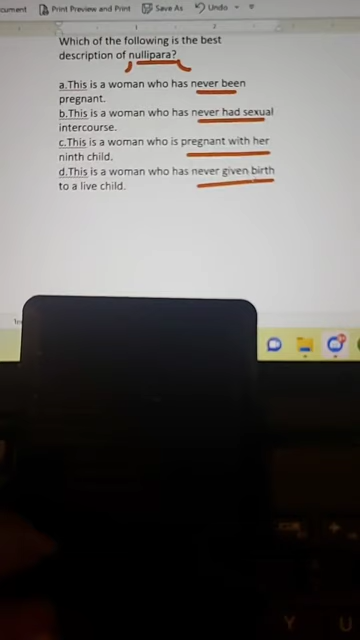 cument Print Preview and Print Save As Undo
Which of the following is the best
description of nullipara?
a.This is a woman who has never been
pregnant.
b.This is a woman who has never had sexual
intercourse.
c.This is a woman who is pregnant with her
ninth child.
d.This is a woman who has never given birth
to a live child.
Y U